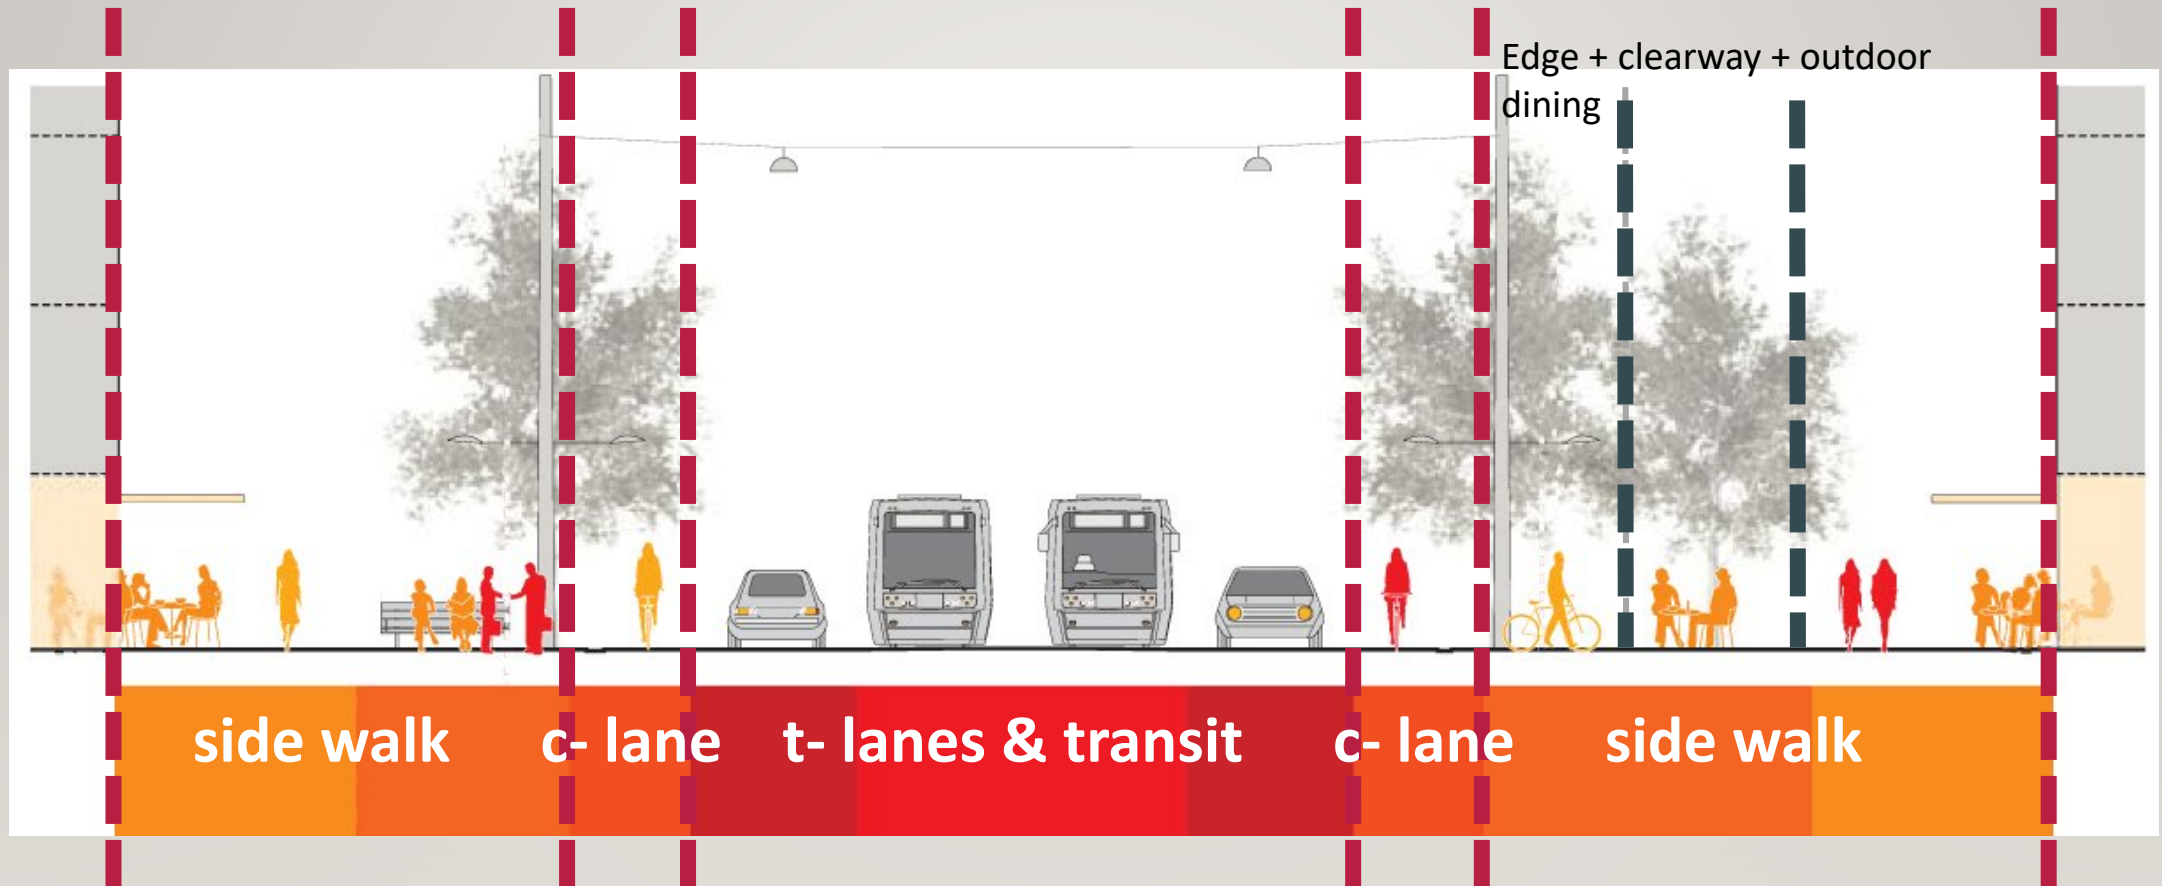 Edge + clearway + outdoor
dining
side walk
c- lane
t- lanes & transit
c- lane
side walk